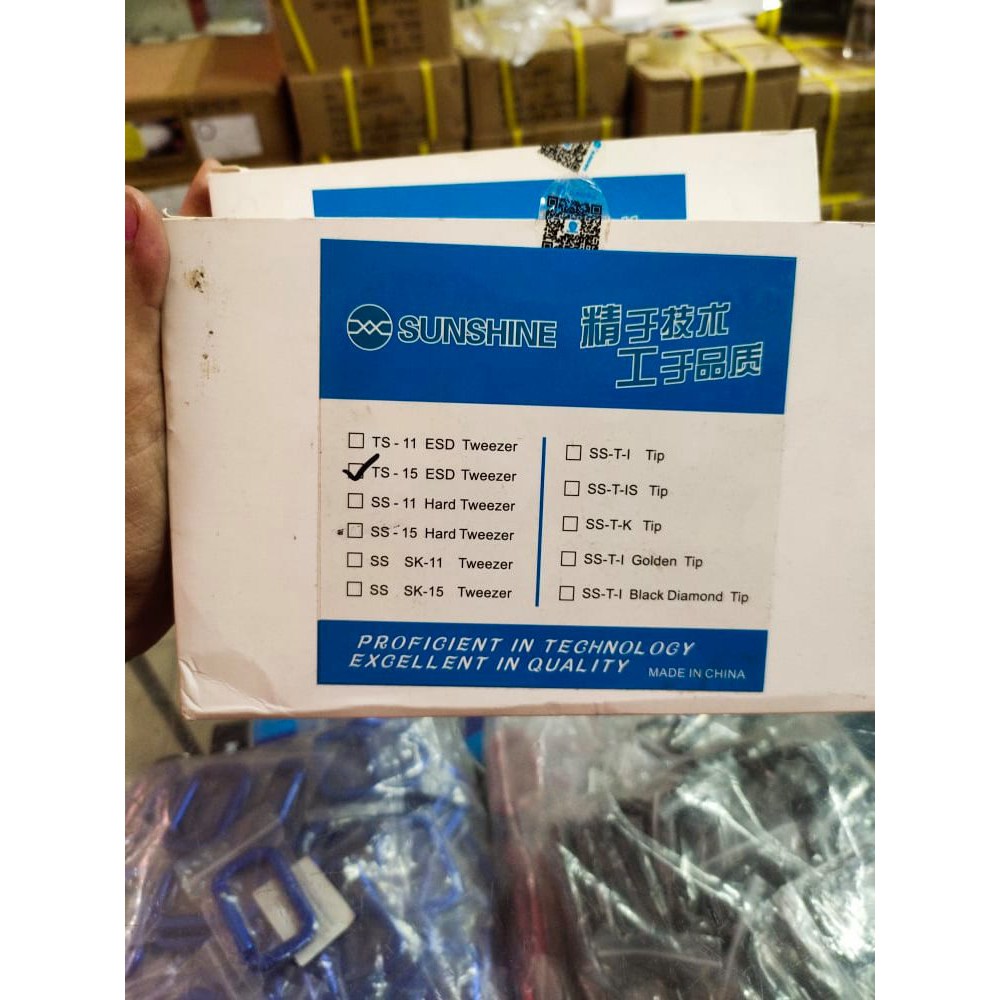 SUNSHINE
精于技术
工于品质
TS - 11 ESD Tweezer
TS - 15 ESD Tweezer
SS - 11 Hard Tweezer
SS - 15 Hard Tweezer
SS SK-11 Tweezer
SS SK-15 Tweezer
SS-T-I Tip
SS-T-IS Tip
SS-T-K Tip
SS-T-I Golden Tip
SS-T-I Black Diamond Tip
PROFICIENT IN TECHNOLOGY
EXCELLENT IN QUALITY
MADE IN CHINA